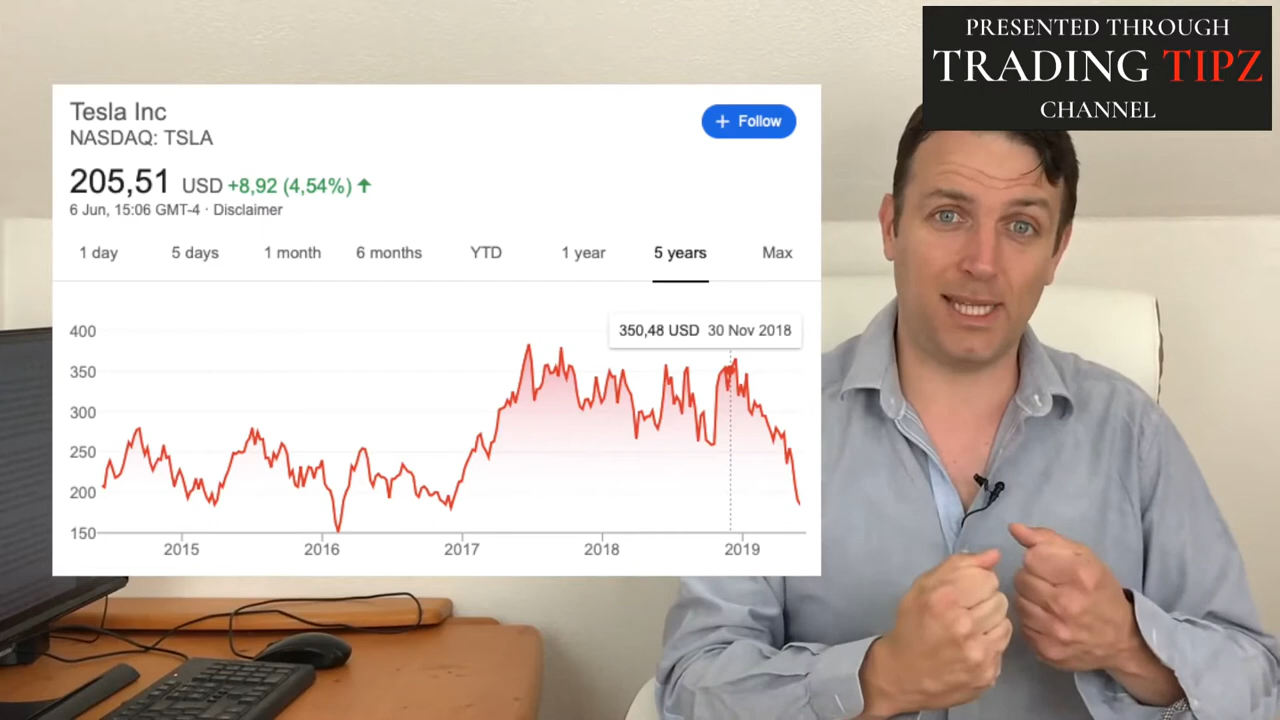 PRESENTED THROUGH
TRADING TIPZ
CHANNEL
Tesla Inc
NASDAQ: TSLA
+ Follow
205,51 USD +8,92 (4,54%) ↑
6 Jun, 15:06 GMT-4 · Disclaimer
1 day 5 days 1 month 6 months YTD 1 year 5 years Max
350,48 USD 30 Nov 2018
400
350
300
250
200
150
2015 2016 2017 2018 2019